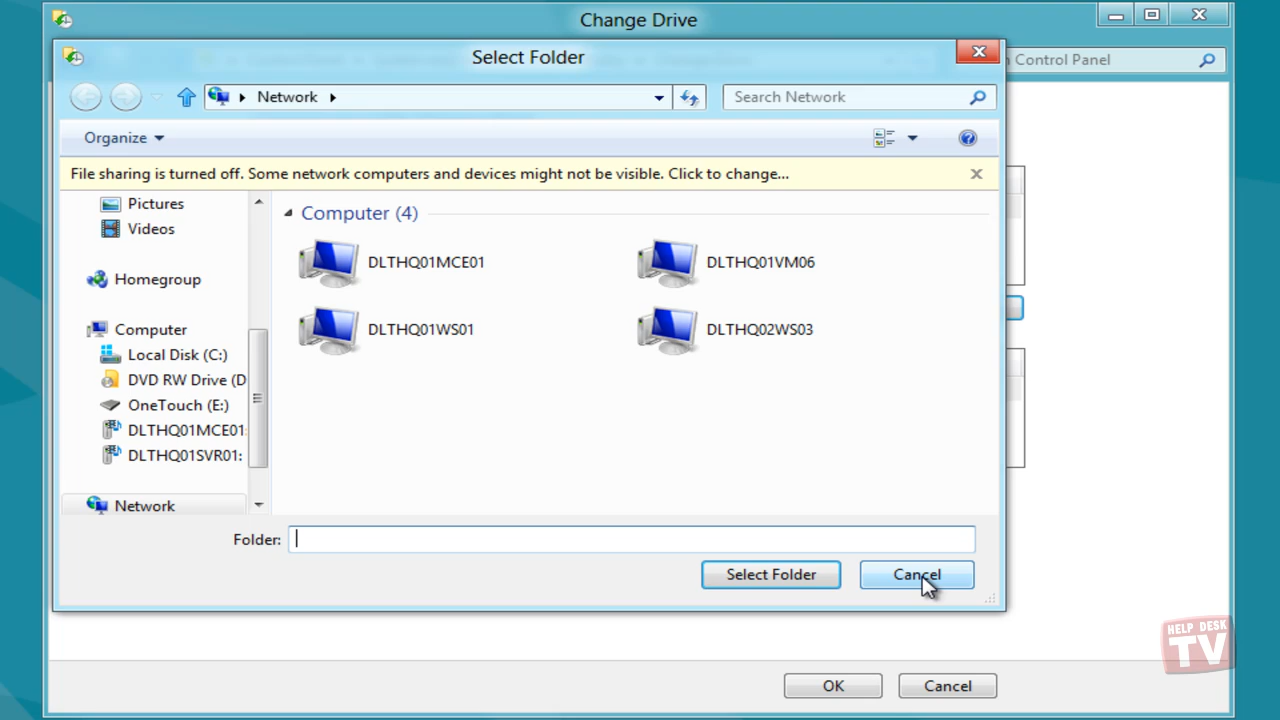 Change Drive
Select Folder
Control Panel
Network
Search Network
Organize
File sharing is turned off. Some network computers and devices might not be visible. Click to change...
Pictures
Videos
Homegroup
Computer
Local Disk (C:)
DVD RW Drive (D
OneTouch (E:)
DLTHQ01MCE01:
DLTHQ01SVR01:
Network
Computer (4)
DLTHQ01MCE01
DLTHQ01VM06
DLTHQ01WS01
DLTHQ02WS03
Folder:
Select Folder
Cancel
HELP DESK
TV
OK
Cancel